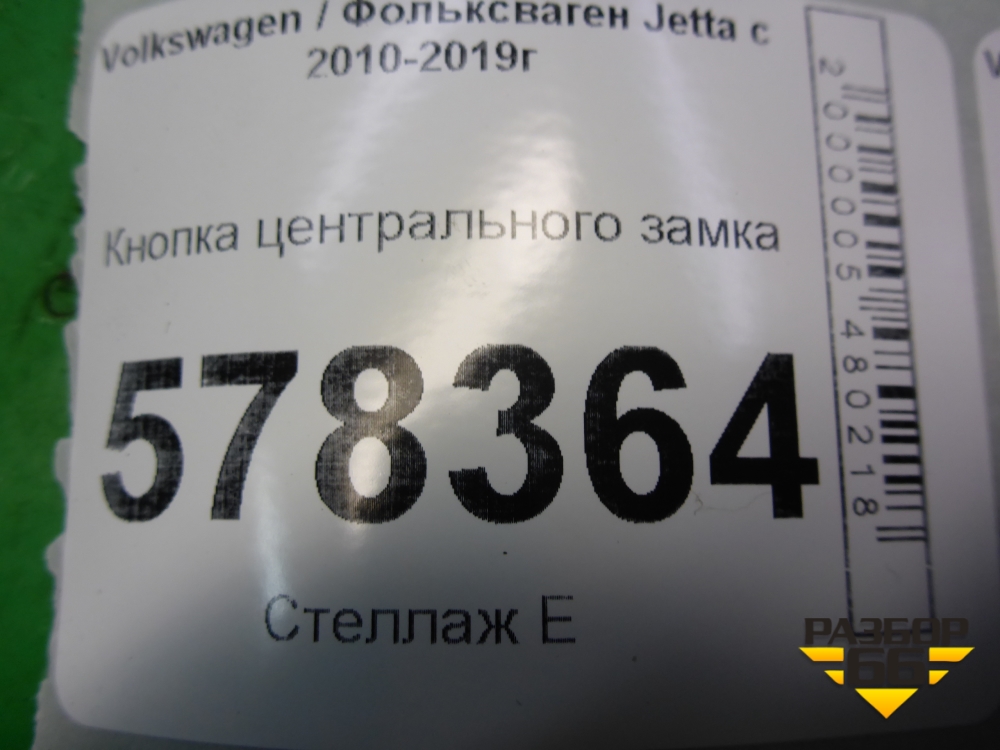 Volkswagen / Фольксваген Jetta с
2010-2019г
Кнопка центрального замка
578364
Стеллаж Е
2000005480218
РАЗБОР
66